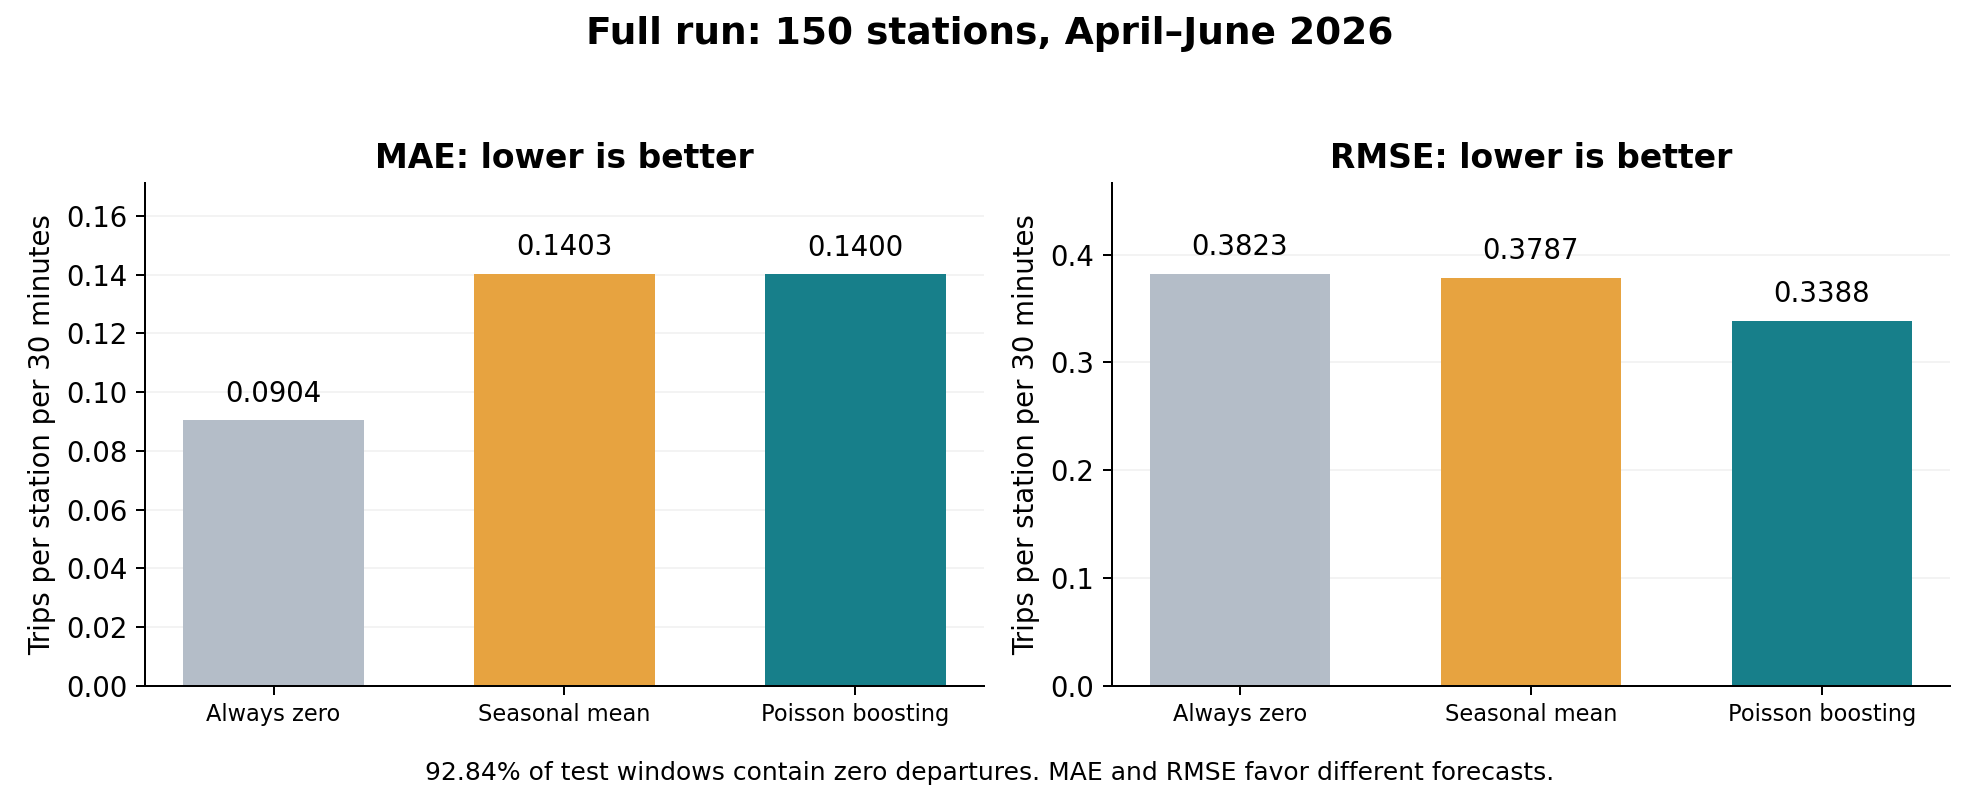 Full run: 150 stations, April–June 2026
MAE: lower is better
Trips per station per 30 minutes
0.16
0.14
0.12
0.10
0.08
0.06
0.04
0.02
0.00
0.0904
0.1403
0.1400
Always zero
Seasonal mean
Poisson boosting
RMSE: lower is better
Trips per station per 30 minutes
0.4
0.3
0.2
0.1
0.0
0.3823
0.3787
0.3388
Always zero
Seasonal mean
Poisson boosting
92.84% of test windows contain zero departures. MAE and RMSE favor different forecasts.